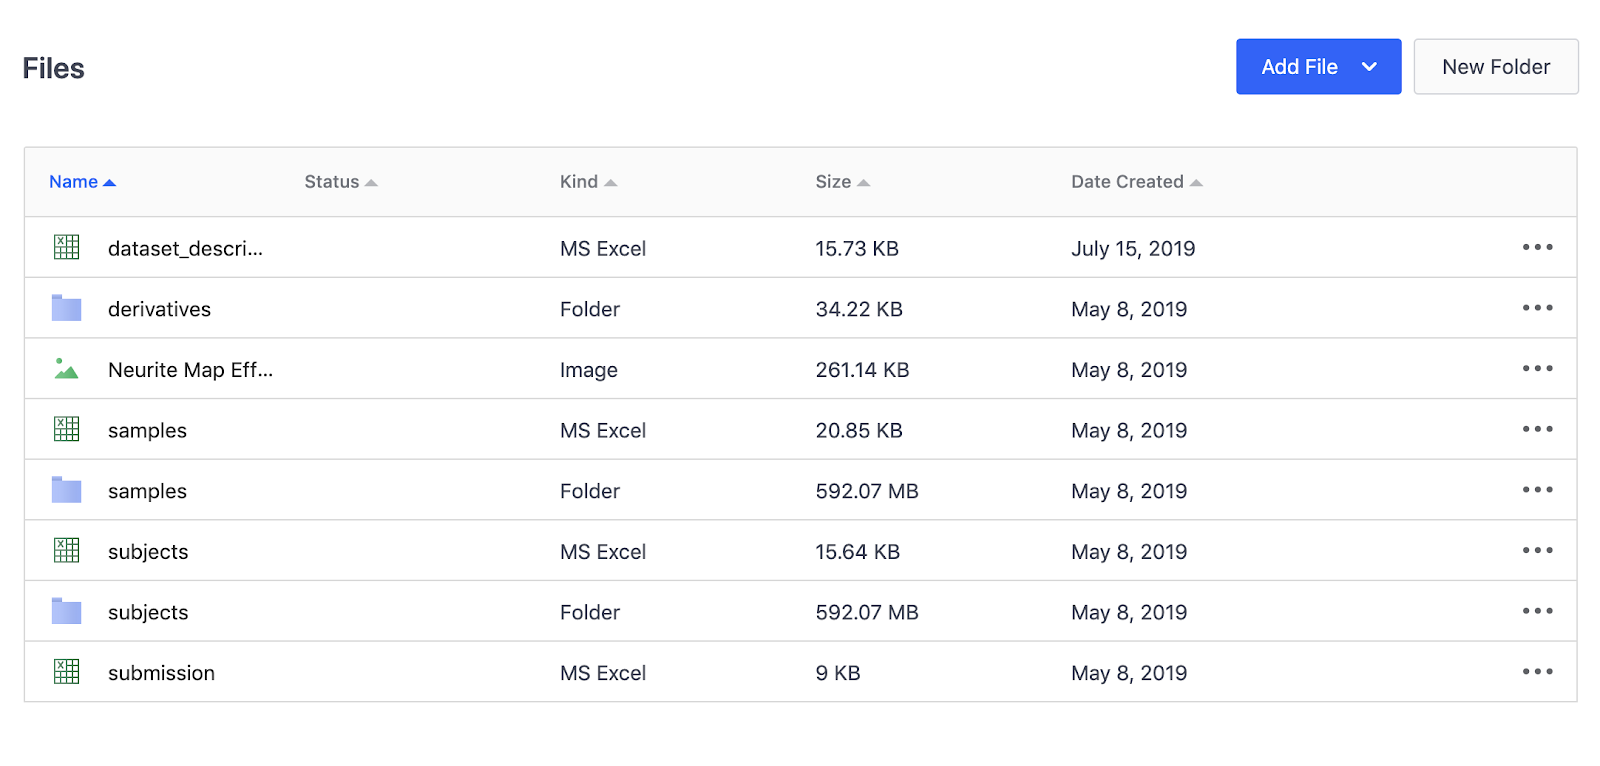 Files
Add File
New Folder
Name Status Kind Size Date Created
dataset_descri... MS Excel 15.73 KB July 15, 2019
derivatives Folder 34.22 KB May 8, 2019
Neurite Map Eff... Image 261.14 KB May 8, 2019
samples MS Excel 20.85 KB May 8, 2019
samples Folder 592.07 MB May 8, 2019
subjects MS Excel 15.64 KB May 8, 2019
subjects Folder 592.07 MB May 8, 2019
submission MS Excel 9 KB May 8, 2019